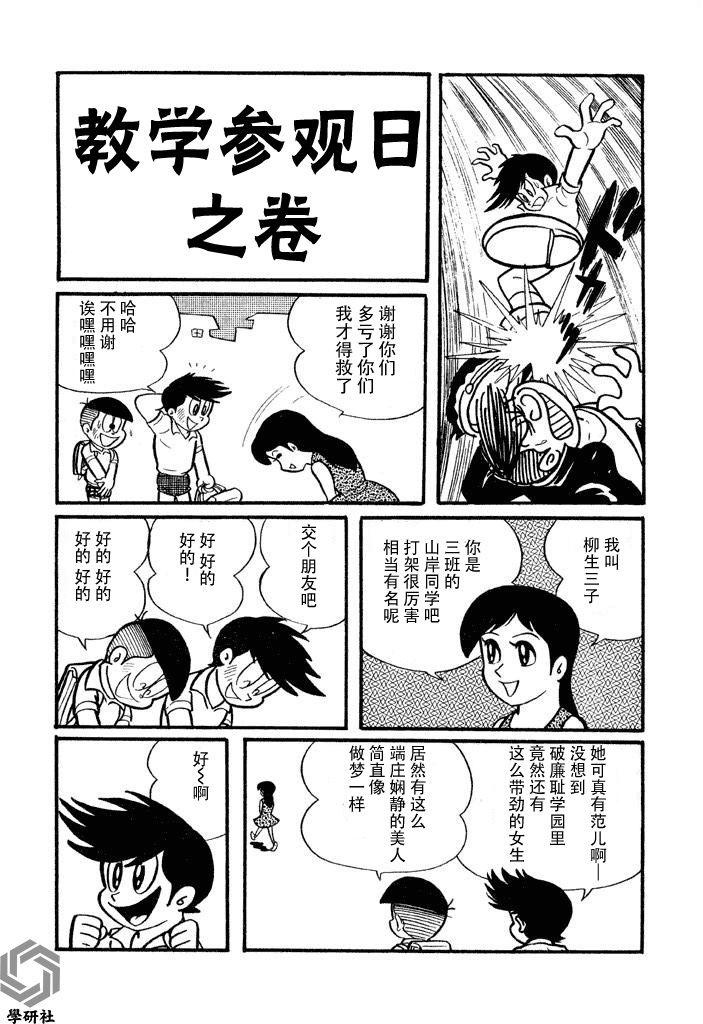 教学参观日
之卷
ドガ
谢谢你们
多亏了你们
我才得救了
哈哈
不用谢
诶嘿嘿嘿嘿
我叫
柳生三子
你是
三班的
山岸同学吧
打架很厉害
相当有名呢
交个朋友吧
好 好的
好的！
好的 好的
好的 好的
她可真有范儿啊—
没想到
破廉耻学园里
竟然还有
这么带劲的女生
居然有这么
端庄娴静的美人
简直像
做梦一样
好～啊
學研社